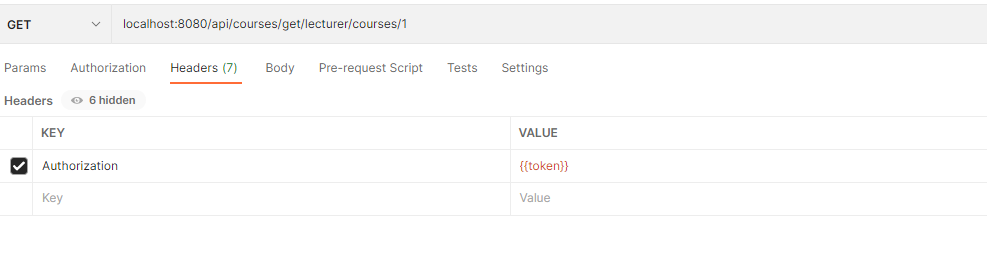 GET localhost:8080/api/courses/get/lecturer/courses/1
Params Authorization Headers (7) Body Pre-request Script Tests Settings
Headers 6 hidden
KEY VALUE
Authorization {{token}}
Key Value